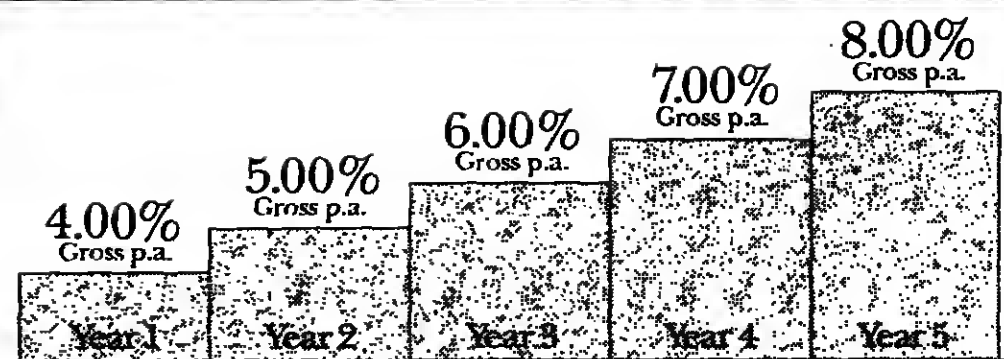 8.00%
Gross p.a.
7.00%
Gross p.a.
6.00%
Gross p.a.
5.00%
Gross p.a.
4.00%
Gross p.a.
Year 1 Year 2 Year 3 Year 4 Year 5